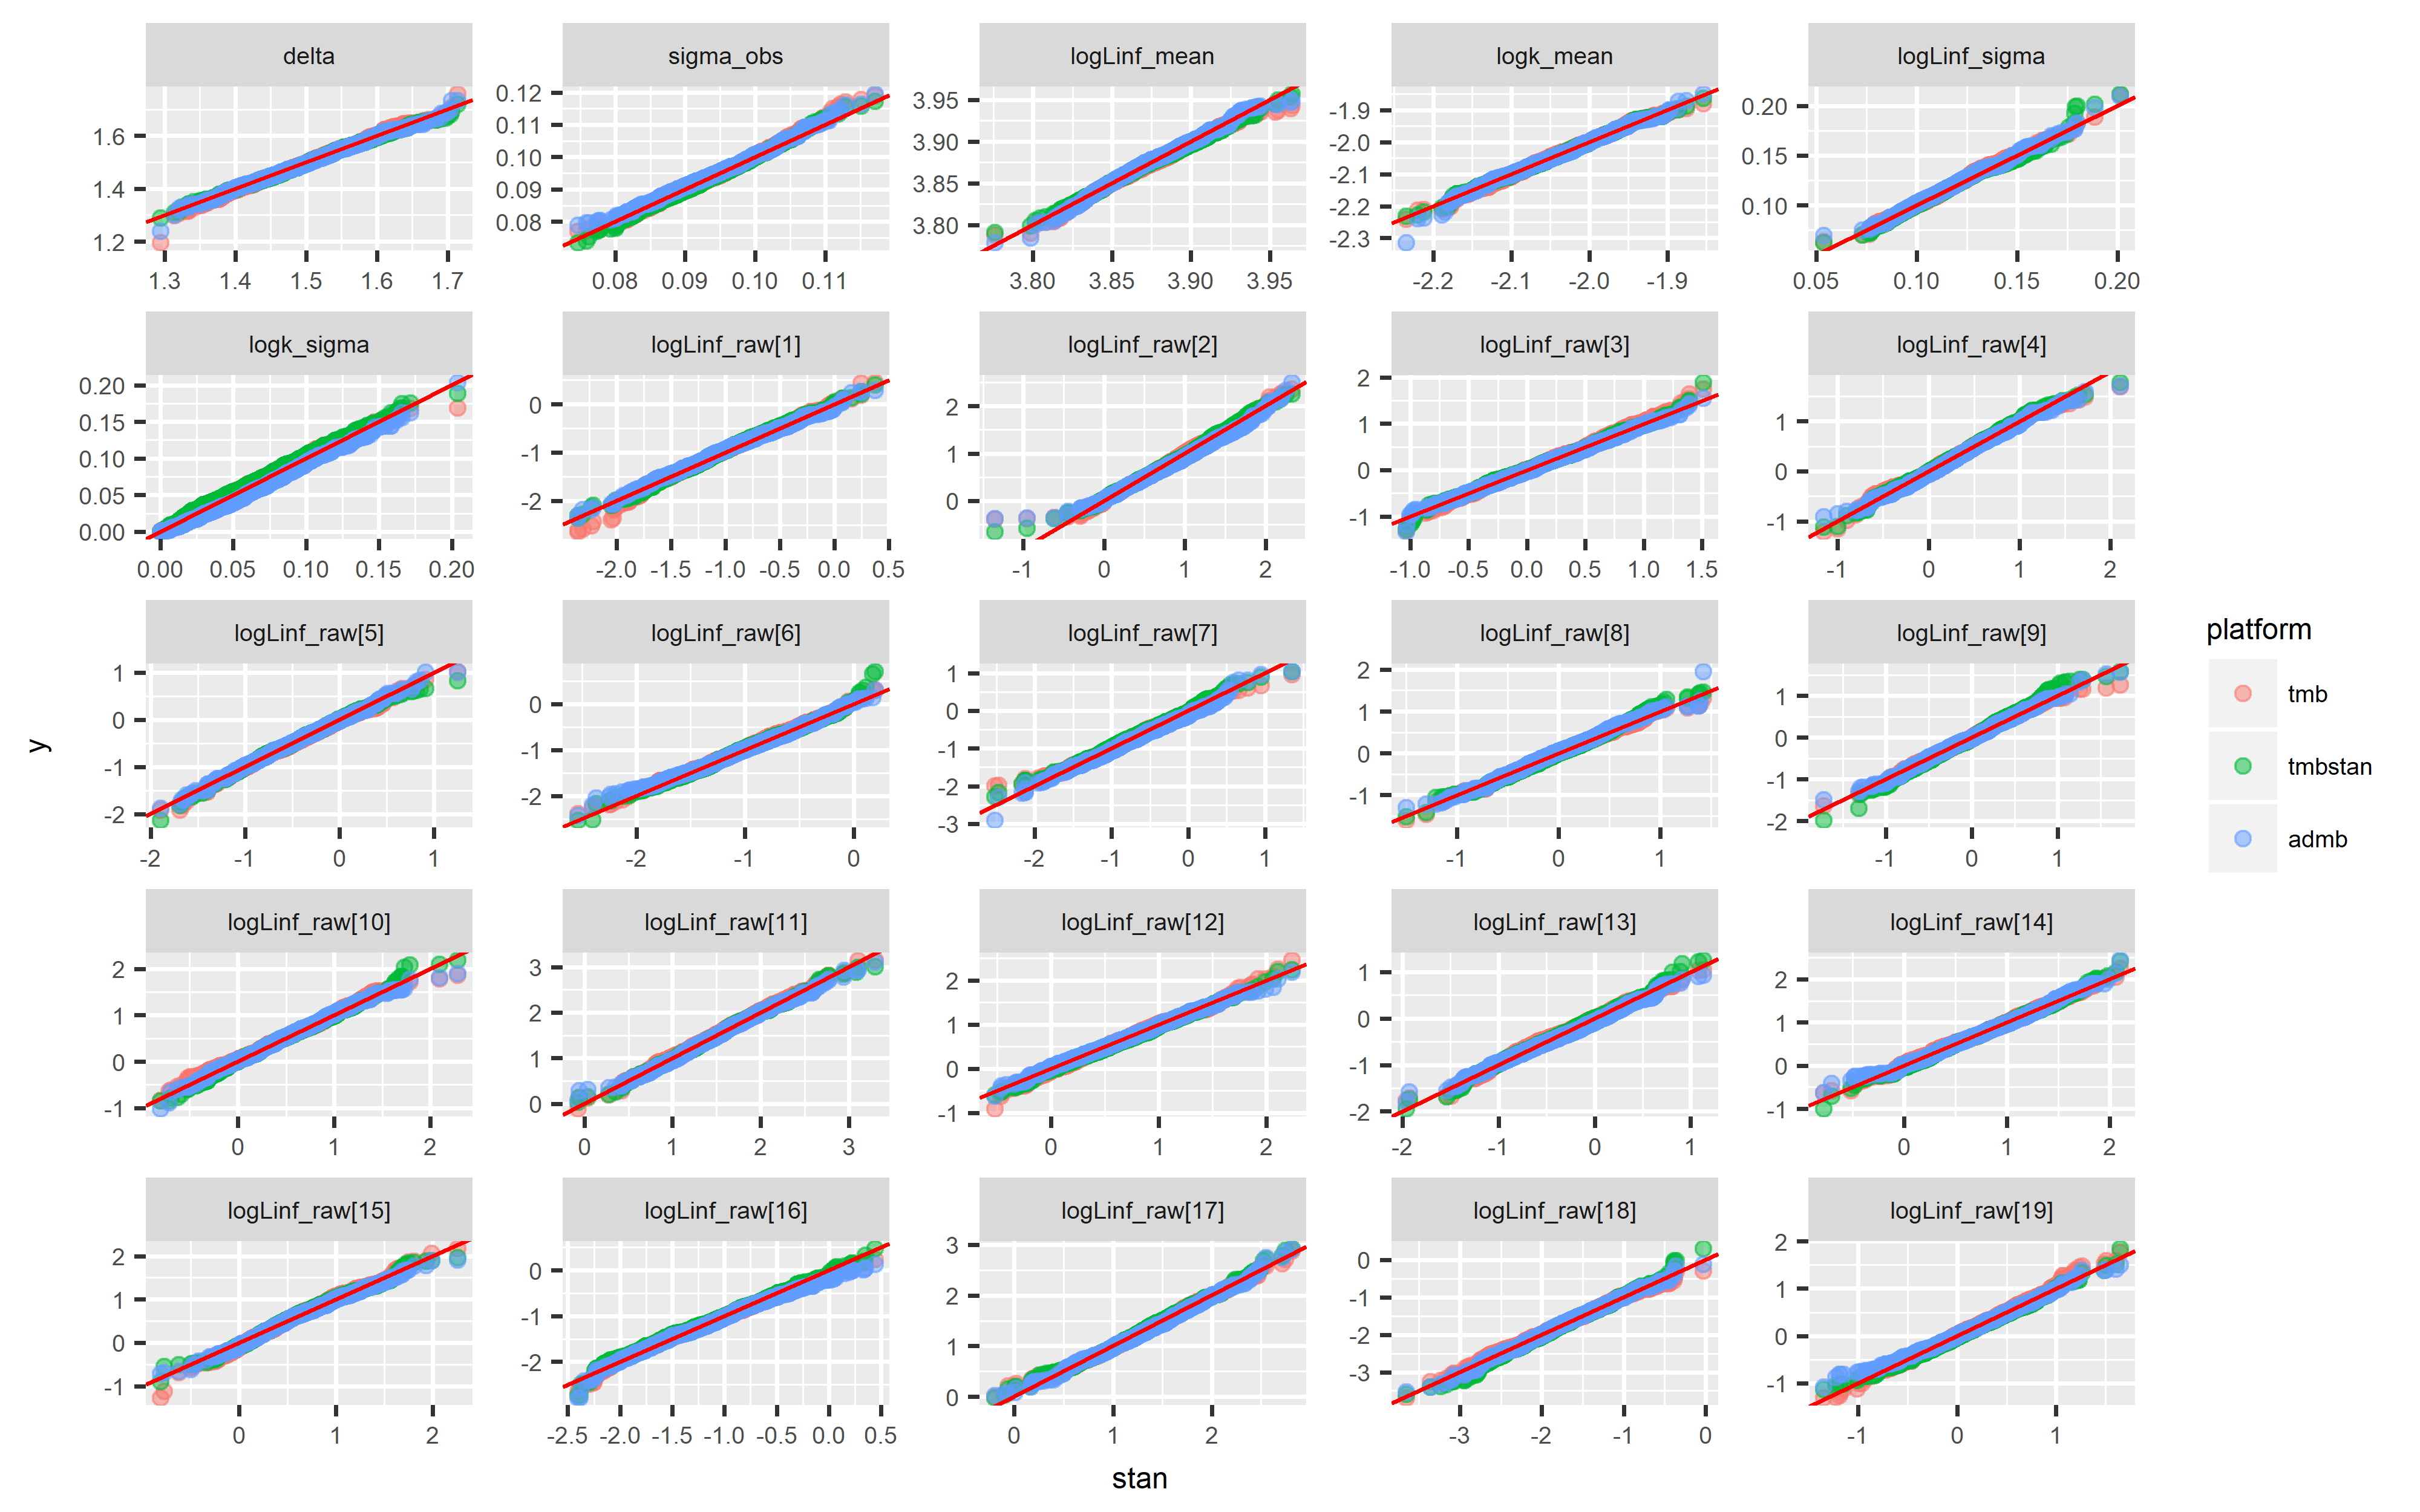 delta sigma_obs logLinf_mean logk_mean logLinf_sigma
1.6 1.4 1.2
0.12 0.11 0.10 0.09 0.08
3.95 3.90 3.85 3.80
-1.9 -2.0 -2.1 -2.2 -2.3
0.20 0.15 0.10
1.3 1.4 1.5 1.6 1.7
0.08 0.09 0.10 0.11
3.80 3.85 3.90 3.95
-2.2 -2.1 -2.0 -1.9
0.05 0.10 0.15 0.20
logk_sigma logLinf_raw[1] logLinf_raw[2] logLinf_raw[3] logLinf_raw[4]
0.20 0.15 0.10 0.05 0.00
0 -1 -2
2 1 0
2 1 0 -1
1 0 -1
0.00 0.05 0.10 0.15 0.20
-2.0 -1.5 -1.0 -0.5 0.0 0.5
-1 0 1 2
-1.0 -0.5 0.0 0.5 1.0 1.5
-1 0 1 2
logLinf_raw[5] logLinf_raw[6] logLinf_raw[7] logLinf_raw[8] logLinf_raw[9]
1 0 -1 -2
0 -1 -2
1 0 -1 -2 -3
2 1 0 -1
1 0 -1 -2
-2 -1 0 1
-2 -1 0
-2 -1 0 1
-1 0 1
-1 0 1
logLinf_raw[10] logLinf_raw[11] logLinf_raw[12] logLinf_raw[13] logLinf_raw[14]
2 1 0 -1
3 2 1 0
2 1 0 -1
1 0 -1 -2
2 1 0 -1
0 1 2
0 1 2 3
0 1 2
-2 -1 0 1
0 1 2
logLinf_raw[15] logLinf_raw[16] logLinf_raw[17] logLinf_raw[18] logLinf_raw[19]
2 1 0 -1
0 -1 -2
3 2 1 0
0 -1 -2 -3
2 1 0 -1
0 1 2
-2.5 -2.0 -1.5 -1.0 -0.5 0.0 0.5
0 1 2
-3 -2 -1 0
-1 0 1
y
stan
platform
tmb
tmbstan
admb